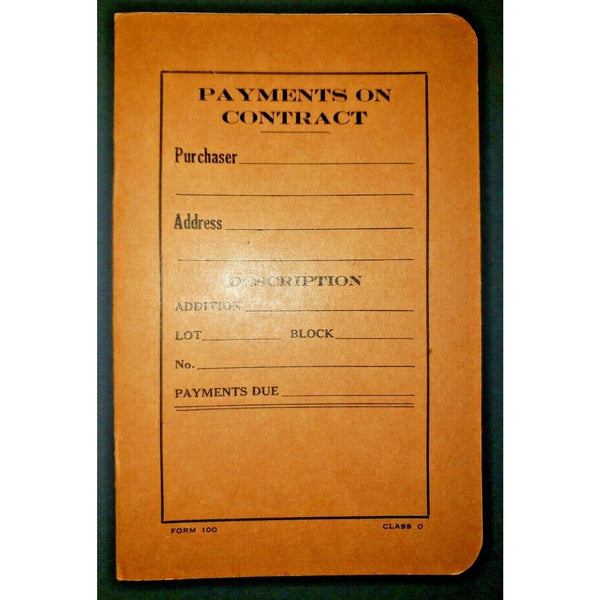 PAYMENTS ON
CONTRACT
Purchaser
Address
DESCRIPTION
ADDITION
LOT BLOCK
No.
PAYMENTS DUE
FORM 100 CLASS O